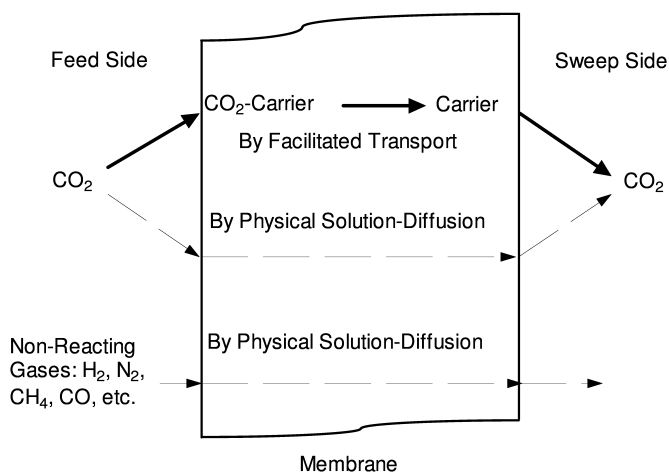 Feed Side
Sweep Side
CO₂-Carrier
Carrier
By Facilitated Transport
CO₂
CO₂
By Physical Solution-Diffusion
By Physical Solution-Diffusion
Non-Reacting
Gases: H₂, N₂,
CH₄, CO, etc.
Membrane